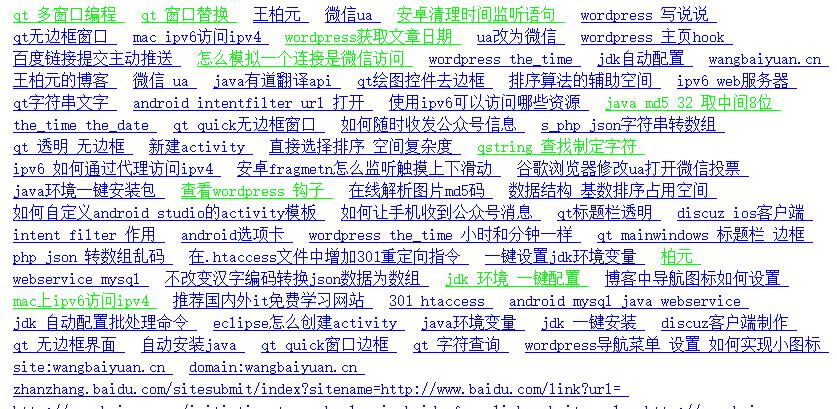 qt 多窗口编程 qt 窗口替换 王柏元 微信ua 安卓清理时间监听语句 wordpress 写说说
qt无边框窗口 mac ipv6访问ipv4 wordpress获取文章日期 ua改为微信 wordpress 主页hook
百度链接提交主动推送 怎么模拟一个连接是微信访问 wordpress the_time jdk自动配置 wangbaiyuan.cn
王柏元的博客 微信 ua java有道翻译api qt绘图控件去边框 排序算法的辅助空间 ipv6 web服务器
qt字符串文字 android intentfilter url 打开 使用ipv6可以访问哪些资源 java md5 32 取中间8位
the_time the_date qt quick无边框窗口 如何随时收发公众号信息 s_php json字符串转数组
qt 透明 无边框 新建activity 直接选择排序 空间复杂度 qstring 查找制定字符
ipv6 如何通过代理访问ipv4 安卓fragmetn怎么监听触摸上下滑动 谷歌浏览器修改ua打开微信投票
java环境一键安装包 查看wordpress 钩子 在线解析图片md5码 数据结构 基数排序占用空间
如何自定义android studio的activity模板 如何让手机收到公众号消息 qt标题栏透明 discuz ios客户端
intent filter 作用 android选项卡 wordpress the_time 小时和分钟一样 qt mainwindows 标题栏 边框
php json 转数组乱码 在.htaccess文件中增加301重定向指令 一键设置jdk环境变量 柏元
webservice mysql 不改变汉字编码转换json数据为数组 jdk 环境 一键配置 博客中导航图标如何设置
mac上ipv6访问ipv4 推荐国内外it免费学习网站 301 htaccess android mysql java webservice
jdk 自动配置批处理命令 eclipse怎么创建activity java环境变量 jdk 一键安装 discuz客户端制作
qt 无边框界面 自动安装java qt quick窗口边框 qt 字符查询 wordpress导航菜单 设置 如何实现小图标
site:wangbaiyuan.cn domain:wangbaiyuan.cn
zhanzhang.baidu.com/sitesubmit/index?sitename=http://www.baidu.com/link?url=